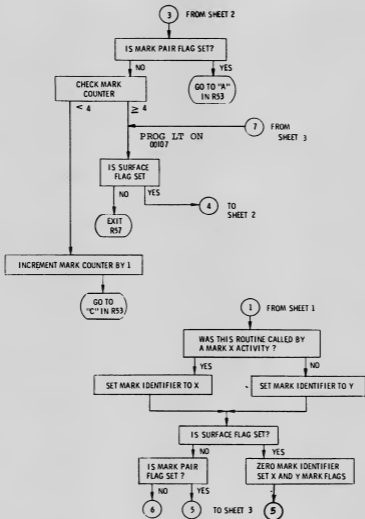 3 FROM SHEET 2
IS MARK PAIR FLAG SET?
NO YES
CHECK MARK
COUNTER
GO TO "A"
IN R53
< 4 ≥ 4
7 FROM
SHEET 3
PROG LT ON
00107
IS SURFACE
FLAG SET
NO YES
4 TO
SHEET 2
EXIT
R57
INCREMENT MARK COUNTER BY 1
GO TO
"C" IN R53
1 FROM SHEET 1
WAS THIS ROUTINE CALLED BY
A MARK X ACTIVITY ?
YES NO
SET MARK IDENTIFIER TO X
SET MARK IDENTIFIER TO Y
IS SURFACE FLAG SET?
NO YES
IS MARK PAIR
FLAG SET ?
ZERO MARK IDENTIFIER
SET X AND Y MARK FLAGS
NO YES
6 5 TO SHEET 3 5